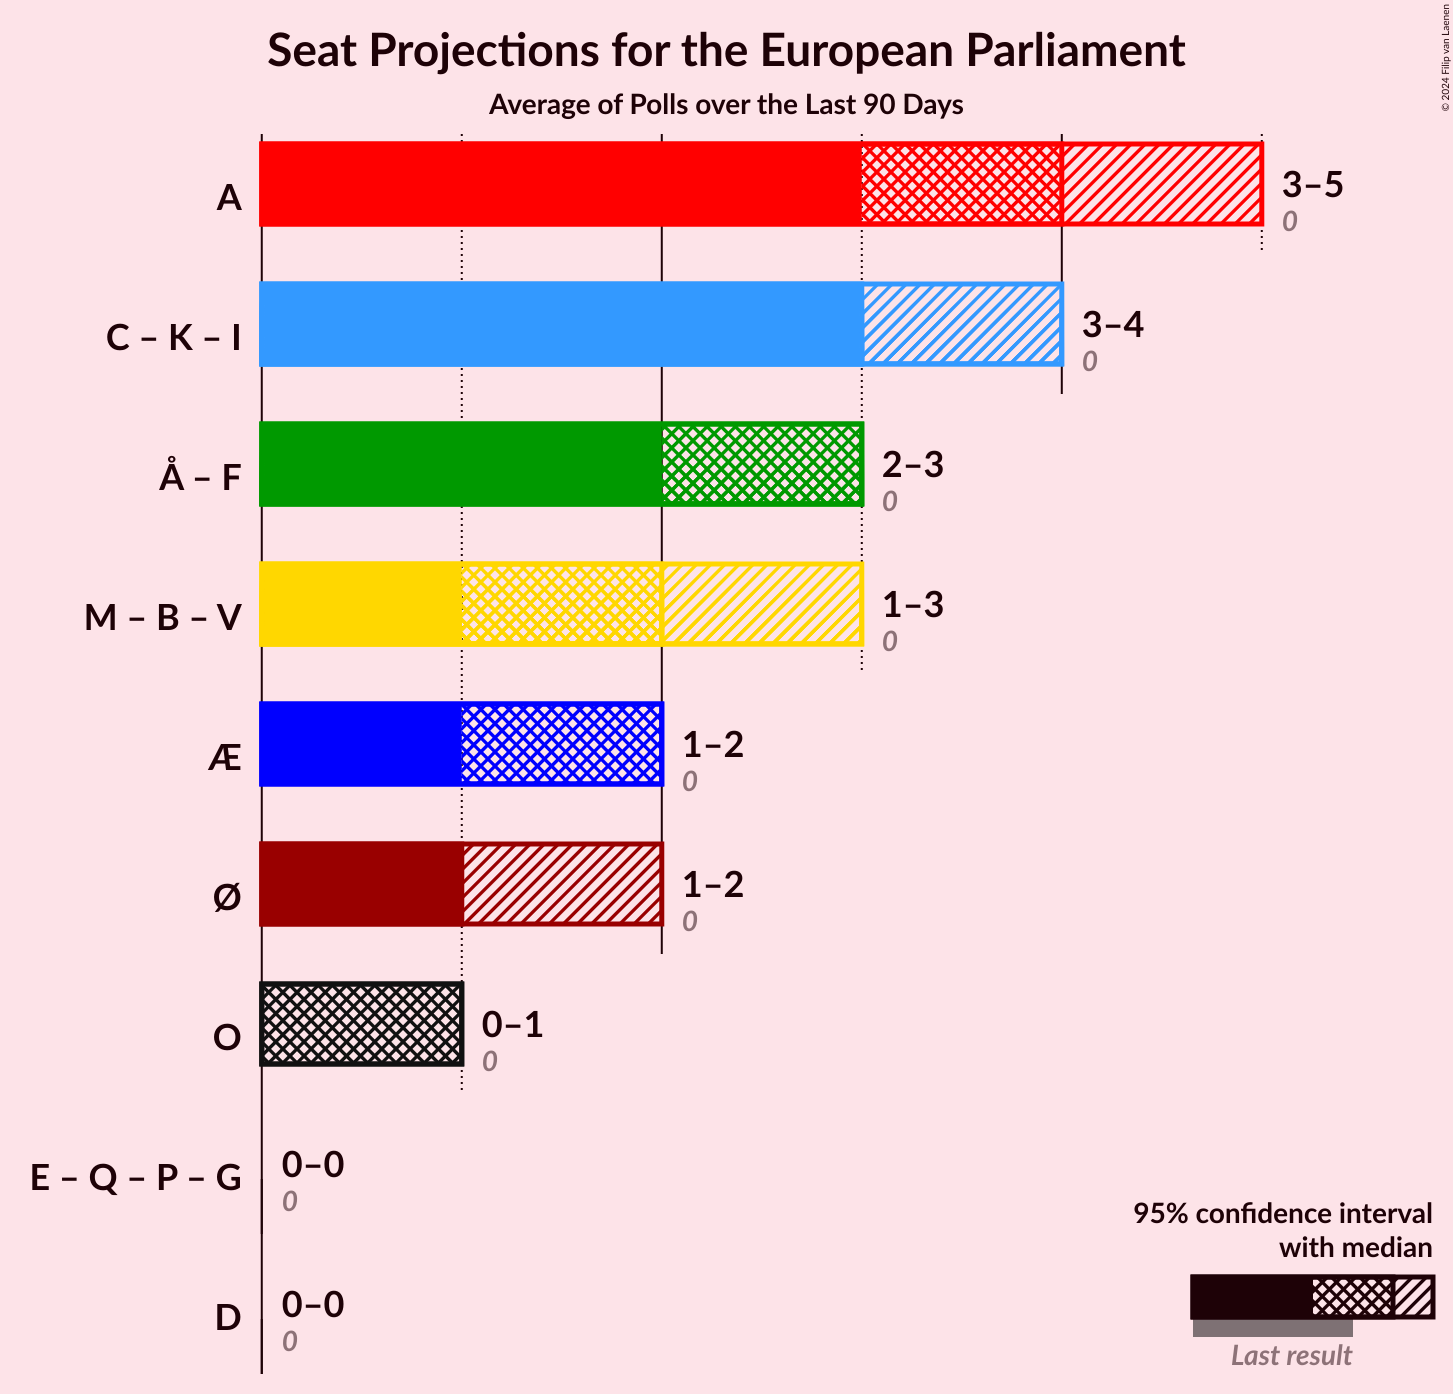 Seat Projections for the European Parliament
Average of Polls over the Last 90 Days
© 2024 Filip van Laenen
A
3–5
0
C – K – I
3–4
0
Å – F
2–3
0
M – B – V
1–3
0
Æ
1–2
0
Ø
1–2
0
O
0–1
0
E – Q – P – G
0–0
0
D
0–0
0
95% confidence interval
with median
Last result